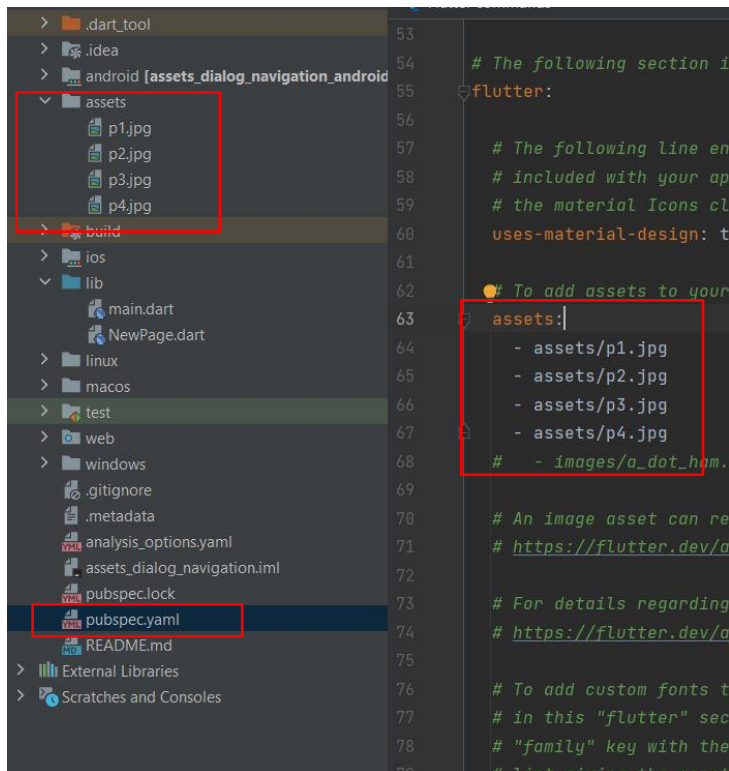 .dart_tool
.idea
android [assets_dialog_navigation_android
assets
p1.jpg
p2.jpg
p3.jpg
p4.jpg
build
ios
lib
main.dart
NewPage.dart
linux
macos
test
web
windows
.gitignore
.metadata
analysis_options.yaml
assets_dialog_navigation.iml
pubspec.lock
pubspec.yaml
README.md
External Libraries
Scratches and Consoles
53
54 # The following section i
55 flutter:
56
57 # The following line en
58 # included with your ap
59 # the material Icons cl
60 uses-material-design: t
61
62 # To add assets to your
63 assets:
64 - assets/p1.jpg
65 - assets/p2.jpg
66 - assets/p3.jpg
67 - assets/p4.jpg
68 # - images/a_dot_ham.
69
70 # An image asset can re
71 # https://flutter.dev/a
72
73 # For details regarding
74 # https://flutter.dev/a
75
76 # To add custom fonts t
77 # in this "flutter" sec
78 # "family" key with the